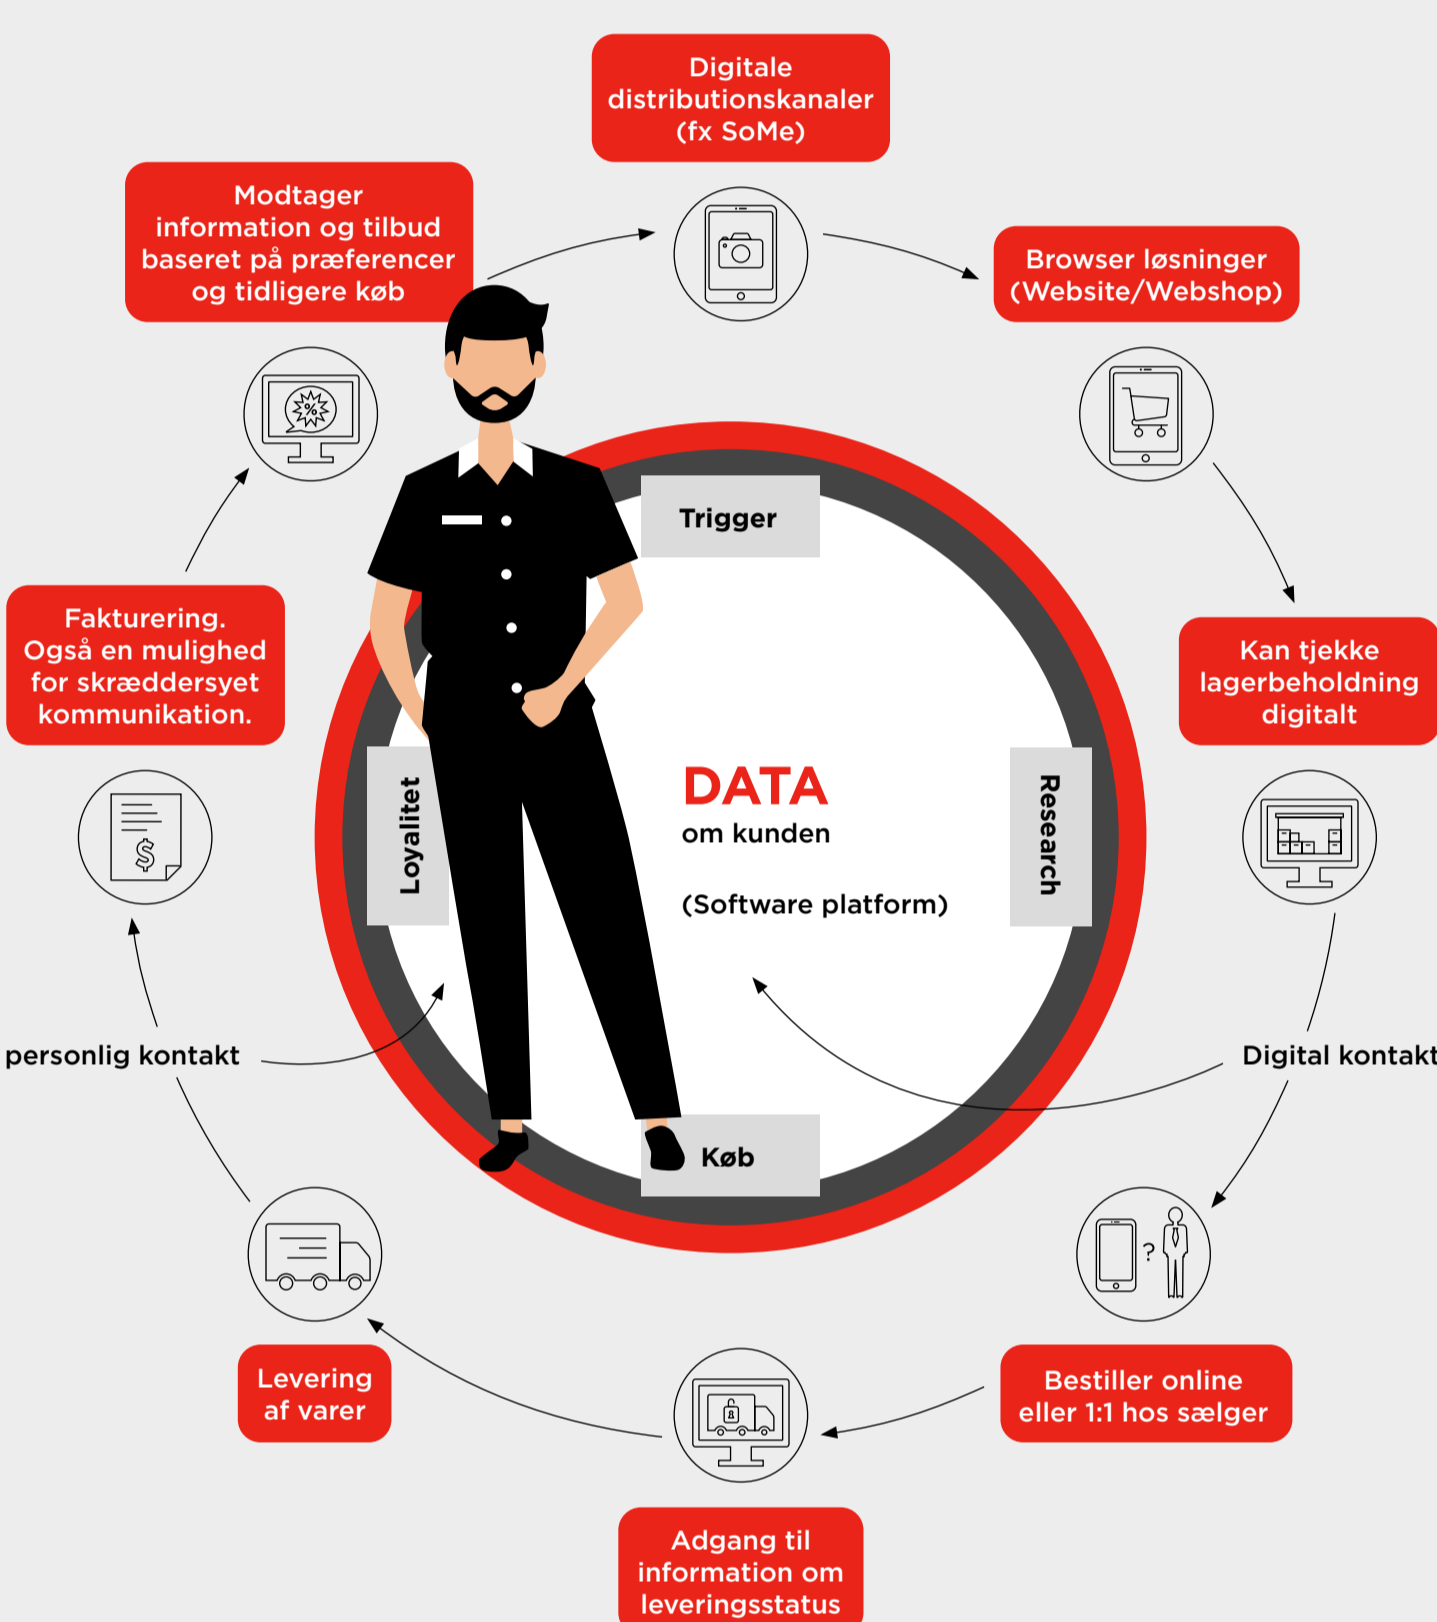 Digitale
distributionskanaler
(fx SoMe)
Modtager
information og tilbud
baseret på præferencer
og tidligere køb
Browser løsninger
(Website/Webshop)
%
Trigger
Fakturering.
Også en mulighed
for skræddersyet
kommunikation.
Kan tjekke
lagerbeholdning
digitalt
DATA
om kunden
(Software platform)
Loyalitet
Research
$
personlig kontakt
Digital kontakt
Køb
?
Levering
af varer
Bestiller online
eller 1:1 hos sælger
Adgang til
information om
leveringsstatus